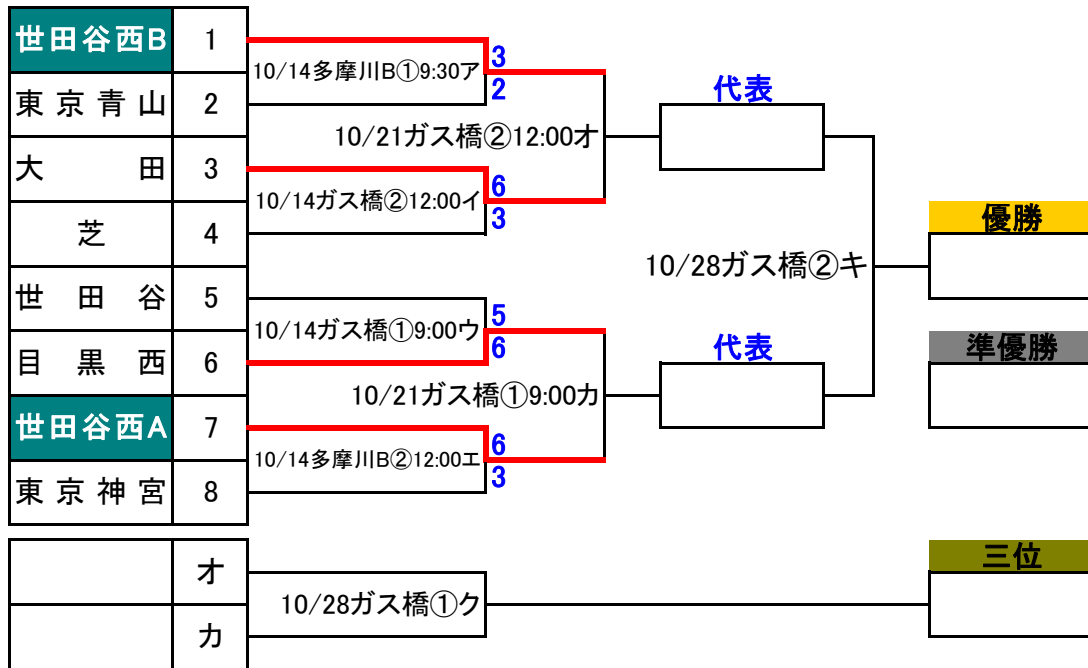 世田谷西B 1
10/14多摩川B①9:30ア
3
2
東京青山 2
代表
10/21ガス橋②12:00オ
大田 3
10/14ガス橋②12:00イ
6
3
芝 4
優勝
10/28ガス橋②キ
世田谷 5
10/14ガス橋①9:00ウ
5
6
目黒西 6
代表
準優勝
10/21ガス橋①9:00カ
世田谷西A 7
10/14多摩川B②12:00エ
6
3
東京神宮 8
オ
三位
10/28ガス橋①ク
カ